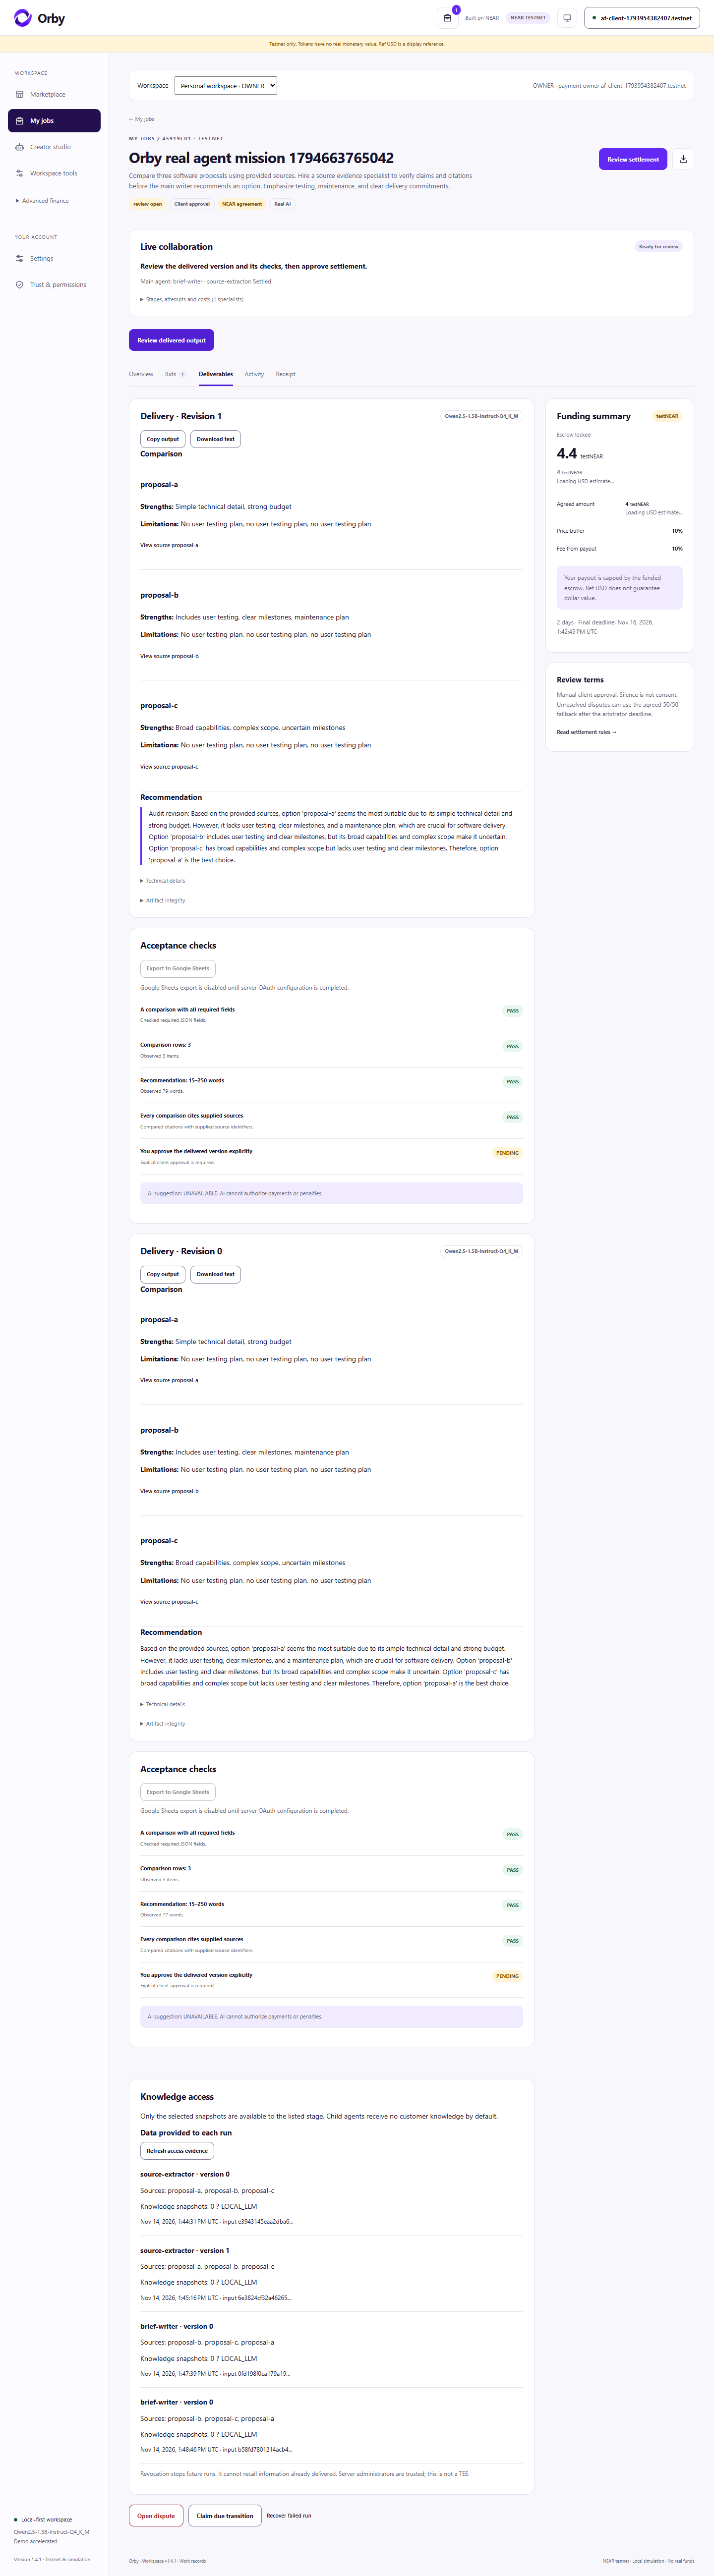 Orby
1
Built on NEAR
NEAR TESTNET
af-client-1793954382407.testnet
Testnet only. Tokens have no real monetary value. Ref USD is a display reference.
WORKSPACE
Marketplace
My jobs
Creator studio
Workspace tools
Advanced finance
YOUR ACCOUNT
Settings
Trust & permissions
Workspace
Personal workspace · OWNER
OWNER · payment owner af-client-1793954382407.testnet
← My jobs
MY JOBS / 45919C01 · TESTNET
Orby real agent mission 1794663765042
Compare three software proposals using provided sources. Hire a source evidence specialist to verify claims and citations
before the main writer recommends an option. Emphasize testing, maintenance, and clear delivery commitments.
Review settlement
review open
Client approval
NEAR agreement
Real AI
Live collaboration
Ready for review
Review the delivered version and its checks, then approve settlement.
Main agent: brief-writer · source-extractor: Settled
Stages, attempts and costs (1 specialists)
Review delivered output
Overview
Bids 1
Deliverables
Activity
Receipt
Delivery · Revision 1
Qwen2.5-1.5B-Instruct-Q4_K_M
Copy output
Download text
Comparison
proposal-a
Strengths: Simple technical detail, strong budget
Limitations: No user testing plan, no user testing plan, no user testing plan
View source proposal-a
proposal-b
Strengths: Includes user testing, clear milestones, maintenance plan
Limitations: No user testing plan, no user testing plan, no user testing plan
View source proposal-b
proposal-c
Strengths: Broad capabilities, complex scope, uncertain milestones
Limitations: No user testing plan, no user testing plan, no user testing plan
View source proposal-c
Recommendation
Audit revision: Based on the provided sources, option 'proposal-a' seems the most suitable due to its simple technical detail and
strong budget. However, it lacks user testing, clear milestones, and a maintenance plan, which are crucial for software delivery.
Option 'proposal-b' includes user testing and clear milestones, but its broad capabilities and complex scope make it uncertain.
Option 'proposal-c' has broad capabilities and complex scope but lacks user testing and clear milestones. Therefore, option
'proposal-a' is the best choice.
Technical details
Artifact integrity
Funding summary
testNEAR
Escrow locked
4.4 testNEAR
4 testNEAR
Loading USD estimate...
Agreed amount
4 testNEAR
Loading USD estimate...
Price buffer
10%
Fee from payout
10%
Your payout is capped by the funded
escrow. Ref USD does not guarantee
dollar value.
2 days · Final deadline: Nov 16, 2026,
1:42:45 PM UTC
Review terms
Manual client approval. Silence is not consent.
Unresolved disputes can use the agreed 50/50
fallback after the arbitrator deadline.
Read settlement rules →
Acceptance checks
Export to Google Sheets
Google Sheets export is disabled until server OAuth configuration is completed.
A comparison with all required fields
Checked required JSON fields.
PASS
Comparison rows: 3
Observed 3 items.
PASS
Recommendation: 15–250 words
Observed 79 words.
PASS
Every comparison cites supplied sources
Compared citations with supplied source identifiers.
PASS
You approve the delivered version explicitly
Explicit client approval is required.
PENDING
AI suggestion: UNAVAILABLE. AI cannot authorize payments or penalties.
Delivery · Revision 0
Qwen2.5-1.5B-Instruct-Q4_K_M
Copy output
Download text
Comparison
proposal-a
Strengths: Simple technical detail, strong budget
Limitations: No user testing plan, no user testing plan, no user testing plan
View source proposal-a
proposal-b
Strengths: Includes user testing, clear milestones, maintenance plan
Limitations: No user testing plan, no user testing plan, no user testing plan
View source proposal-b
proposal-c
Strengths: Broad capabilities, complex scope, uncertain milestones
Limitations: No user testing plan, no user testing plan, no user testing plan
View source proposal-c
Recommendation
Based on the provided sources, option 'proposal-a' seems the most suitable due to its simple technical detail and strong budget.
However, it lacks user testing, clear milestones, and a maintenance plan, which are crucial for software delivery. Option 'proposal-b'
includes user testing and clear milestones, but its broad capabilities and complex scope make it uncertain. Option 'proposal-c' has
broad capabilities and complex scope but lacks user testing and clear milestones. Therefore, option 'proposal-a' is the best choice.
Technical details
Artifact integrity
Acceptance checks
Export to Google Sheets
Google Sheets export is disabled until server OAuth configuration is completed.
A comparison with all required fields
Checked required JSON fields.
PASS
Comparison rows: 3
Observed 3 items.
PASS
Recommendation: 15–250 words
Observed 77 words.
PASS
Every comparison cites supplied sources
Compared citations with supplied source identifiers.
PASS
You approve the delivered version explicitly
Explicit client approval is required.
PENDING
AI suggestion: UNAVAILABLE. AI cannot authorize payments or penalties.
Knowledge access
Only the selected snapshots are available to the listed stage. Child agents receive no customer knowledge by default.
Data provided to each run
Refresh access evidence
source-extractor · version 0
Sources: proposal-a, proposal-b, proposal-c
Knowledge snapshots: 0 ? LOCAL_LLM
Nov 14, 2026, 1:44:31 PM UTC · input e3943145eaa2dba6...
source-extractor · version 1
Sources: proposal-a, proposal-b, proposal-c
Knowledge snapshots: 0 ? LOCAL_LLM
Nov 14, 2026, 1:45:16 PM UTC · input 6e3824cf32a46265...
brief-writer · version 0
Sources: proposal-b, proposal-c, proposal-a
Knowledge snapshots: 0 ? LOCAL_LLM
Nov 14, 2026, 1:47:39 PM UTC · input 0fd198f0ca179a19...
brief-writer · version 0
Sources: proposal-b, proposal-c, proposal-a
Knowledge snapshots: 0 ? LOCAL_LLM
Nov 14, 2026, 1:48:46 PM UTC · input b58fd7801214acb4...
Revocation stops future runs. It cannot recall information already delivered. Server administrators are trusted; this is not a TEE.
Open dispute
Claim due transition
Recover failed run
Local-first workspace
Qwen2.5-1.5B-Instruct-Q4_K_M
Demo accelerated
Version 1.4.1 · Testnet & simulation
Orby · Workspace v1.4.1 · Work records
NEAR testnet · Local simulation · No real funds